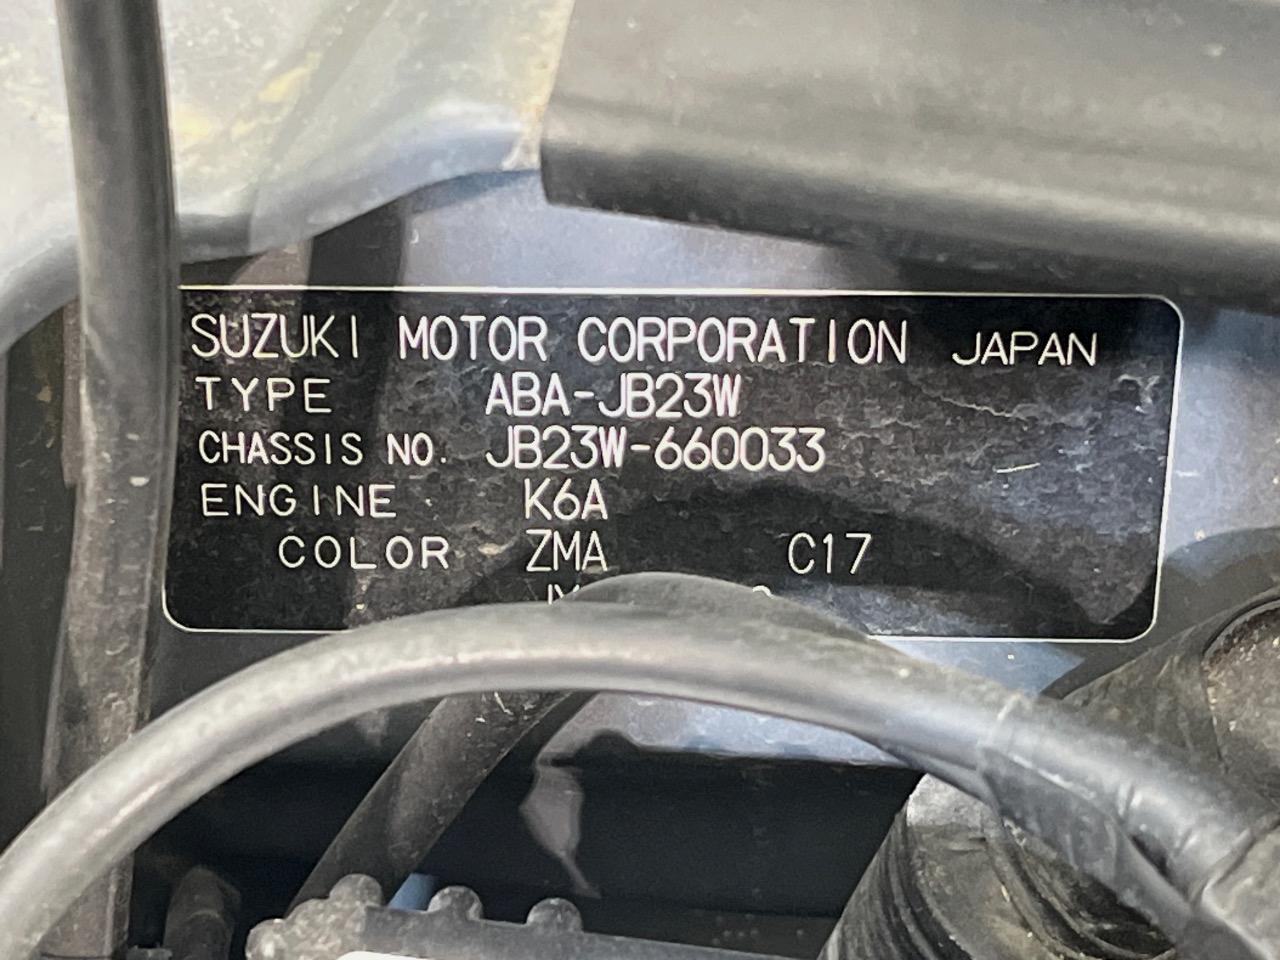 SUZUKI MOTOR CORPORATION JAPAN
TYPE ABA-JB23W
CHASSIS NO. JB23W-660033
ENGINE K6A
COLOR ZMA C17